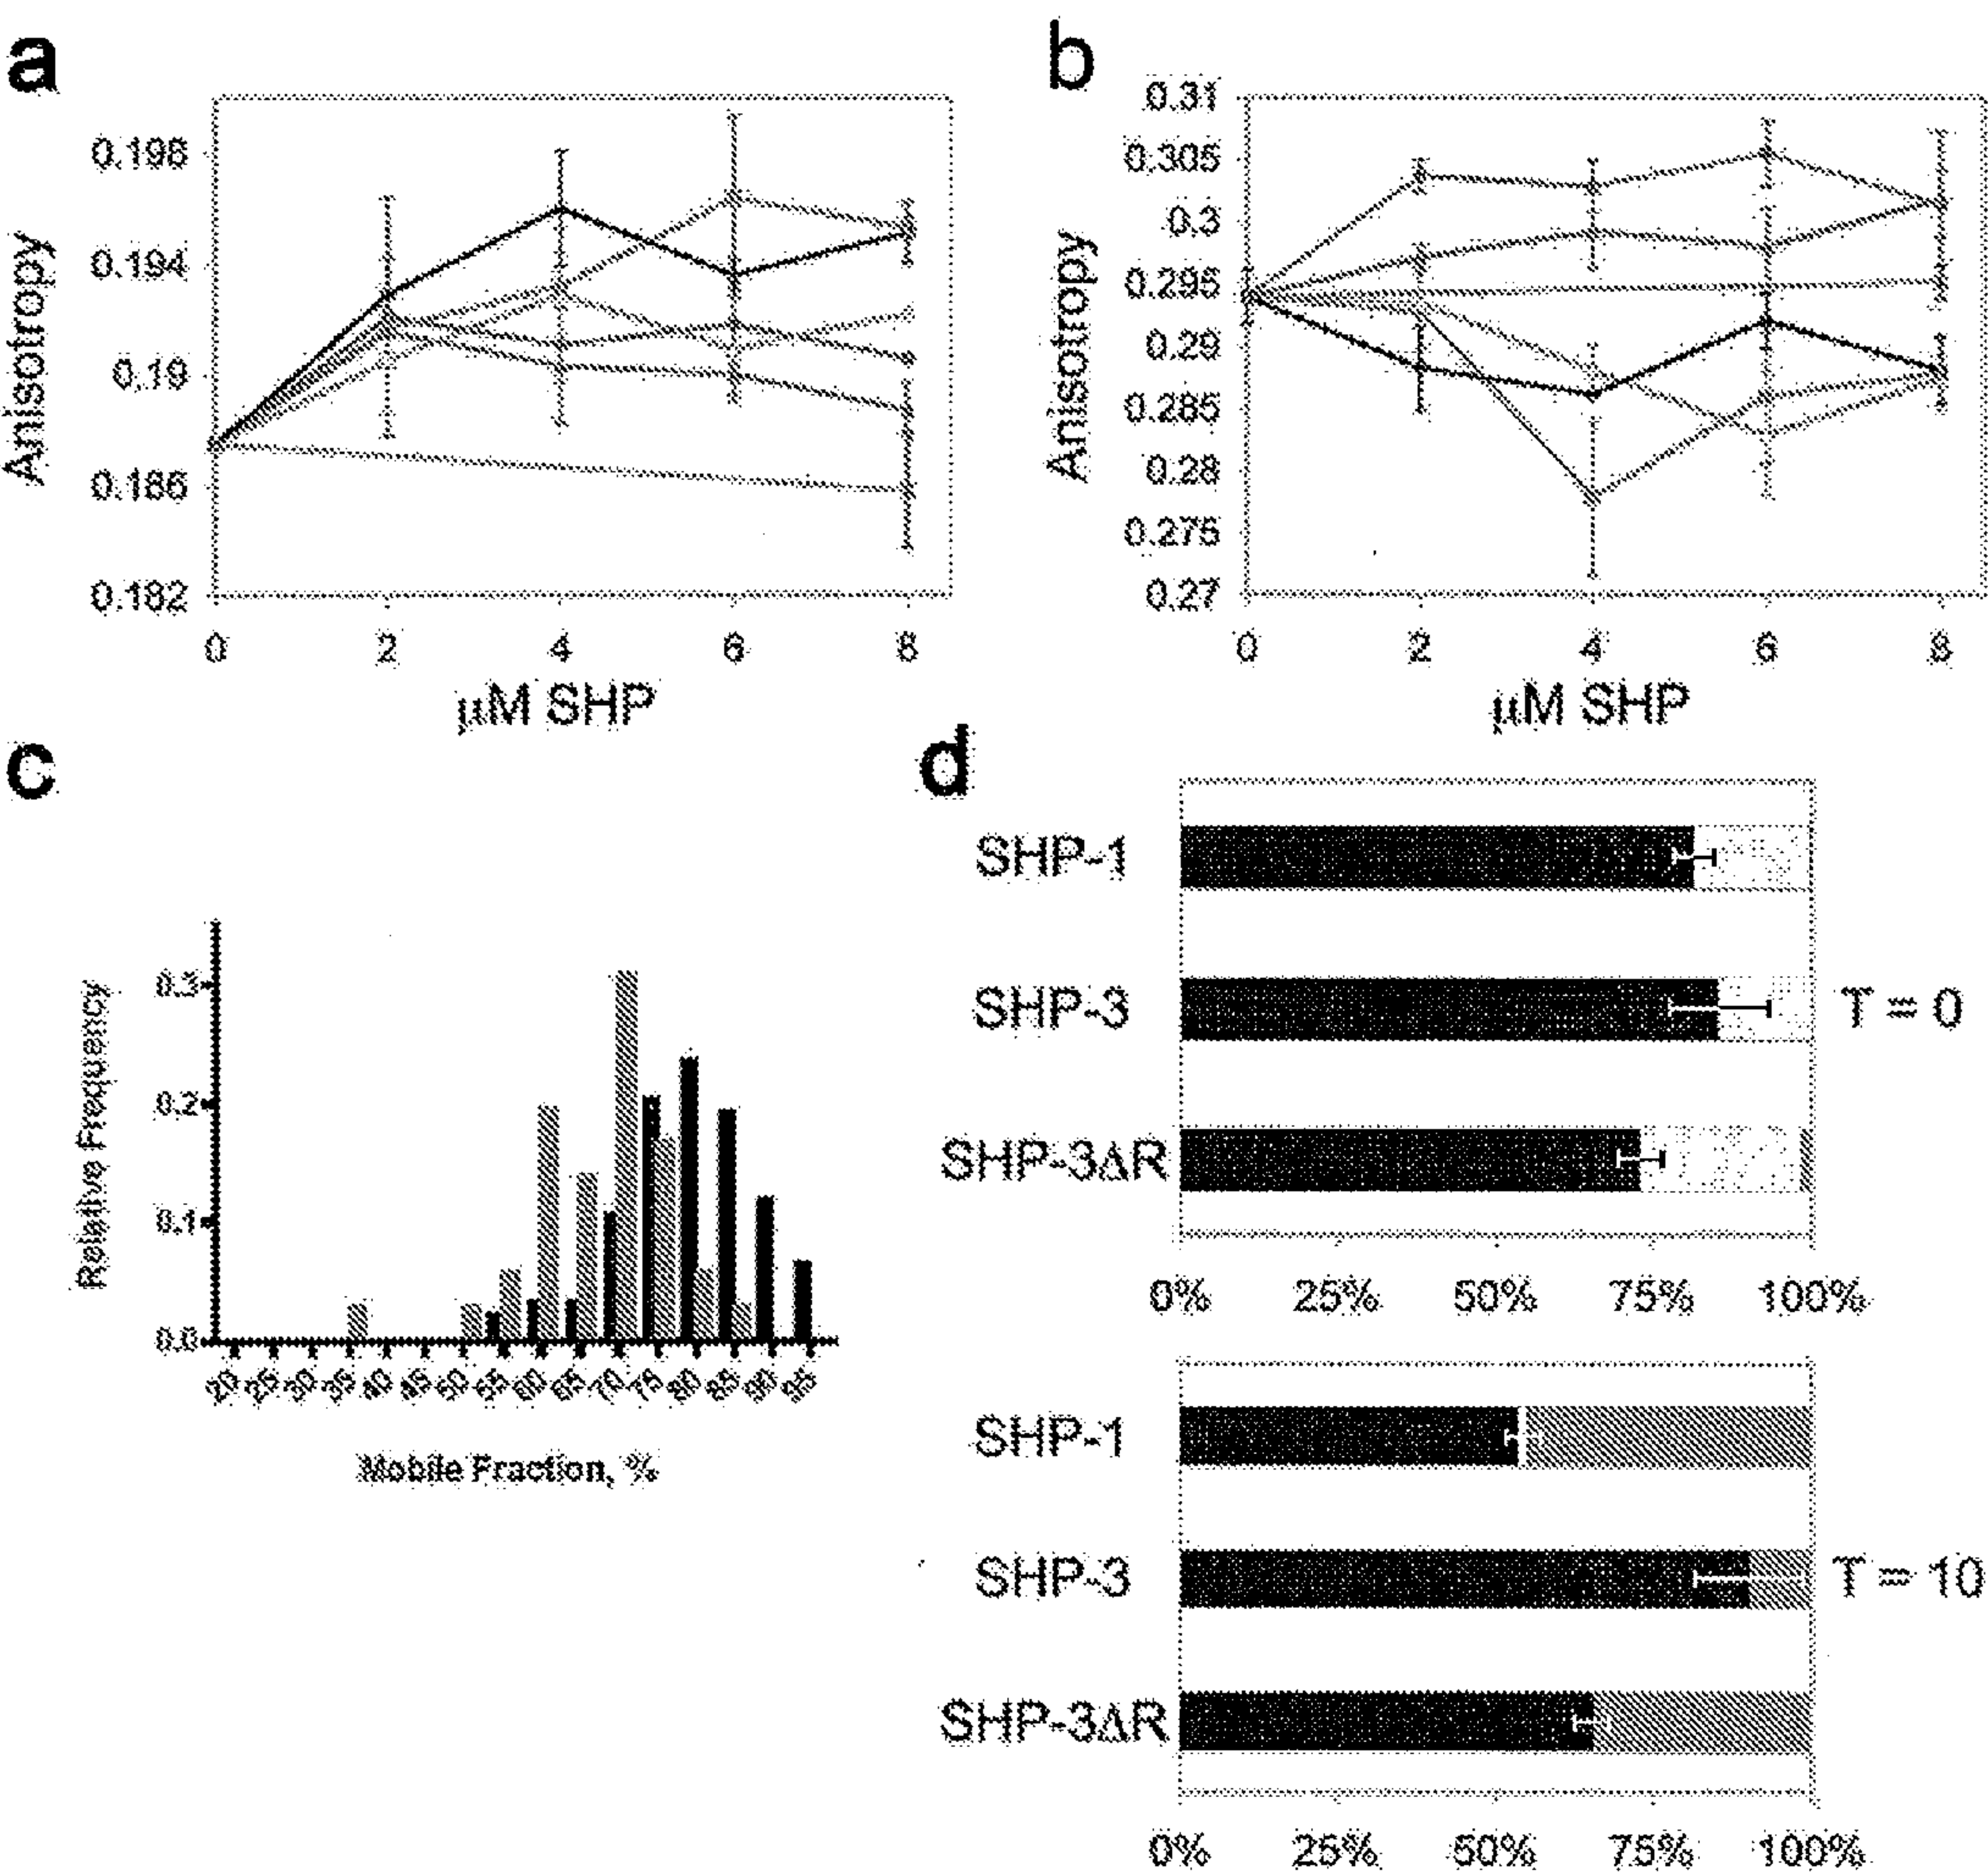 a
0.198
0.194
0.19
0.186
0.182
Anisotropy
0 2 4 6 8
μM SHP
b
0.31
0.305
0.3
0.295
0.29
0.285
0.28
0.275
0.27
Anisotropy
0 2 4 6 8
μM SHP
c
0.3
0.2
0.1
0.0
Relative Frequency
20 25 30 35 40 45 50 55 60 65 70 75 80 85 90 95
Mobile Fraction, %
d
SHP-1
SHP-3
T = 0
SHP-3ΔR
0% 25% 50% 75% 100%
SHP-1
SHP-3
T = 10
SHP-3ΔR
0% 25% 50% 75% 100%